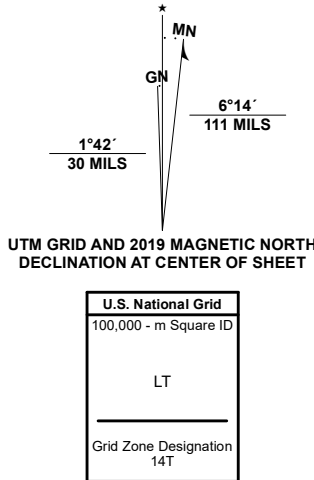 ★
MN
GN
6°14´
111 MILS
1°42´
30 MILS
UTM GRID AND 2019 MAGNETIC NORTH
DECLINATION AT CENTER OF SHEET
U.S. National Grid
100,000 - m Square ID
LT
Grid Zone Designation
14T